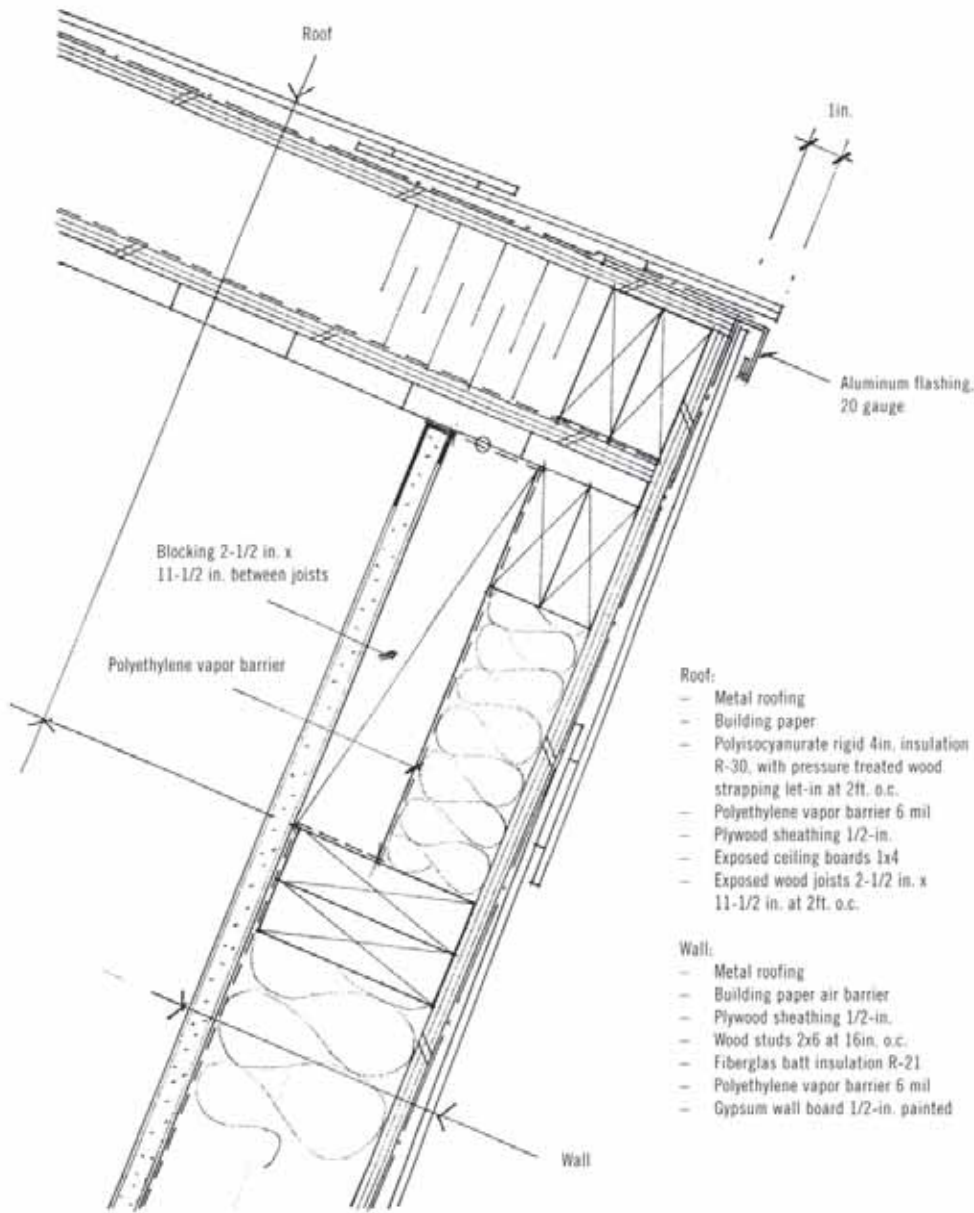 Roof
1in.
Aluminum flashing,
20 gauge
Blocking 2-1/2 in. x
11-1/2 in. between joists
Polyethylene vapor barrier
Roof:
– Metal roofing
– Building paper
– Polyisocyanurate rigid 4in. insulation
R-30, with pressure treated wood
strapping let-in at 2ft. o.c.
– Polyethylene vapor barrier 6 mil
– Plywood sheathing 1/2-in.
– Exposed ceiling boards 1x4
– Exposed wood joists 2-1/2 in. x
11-1/2 in. at 2ft. o.c.
Wall:
– Metal roofing
– Building paper air barrier
– Plywood sheathing 1/2-in.
– Wood studs 2x6 at 16in. o.c.
– Fiberglas batt insulation R-21
– Polyethylene vapor barrier 6 mil
– Gypsum wall board 1/2-in. painted
Wall